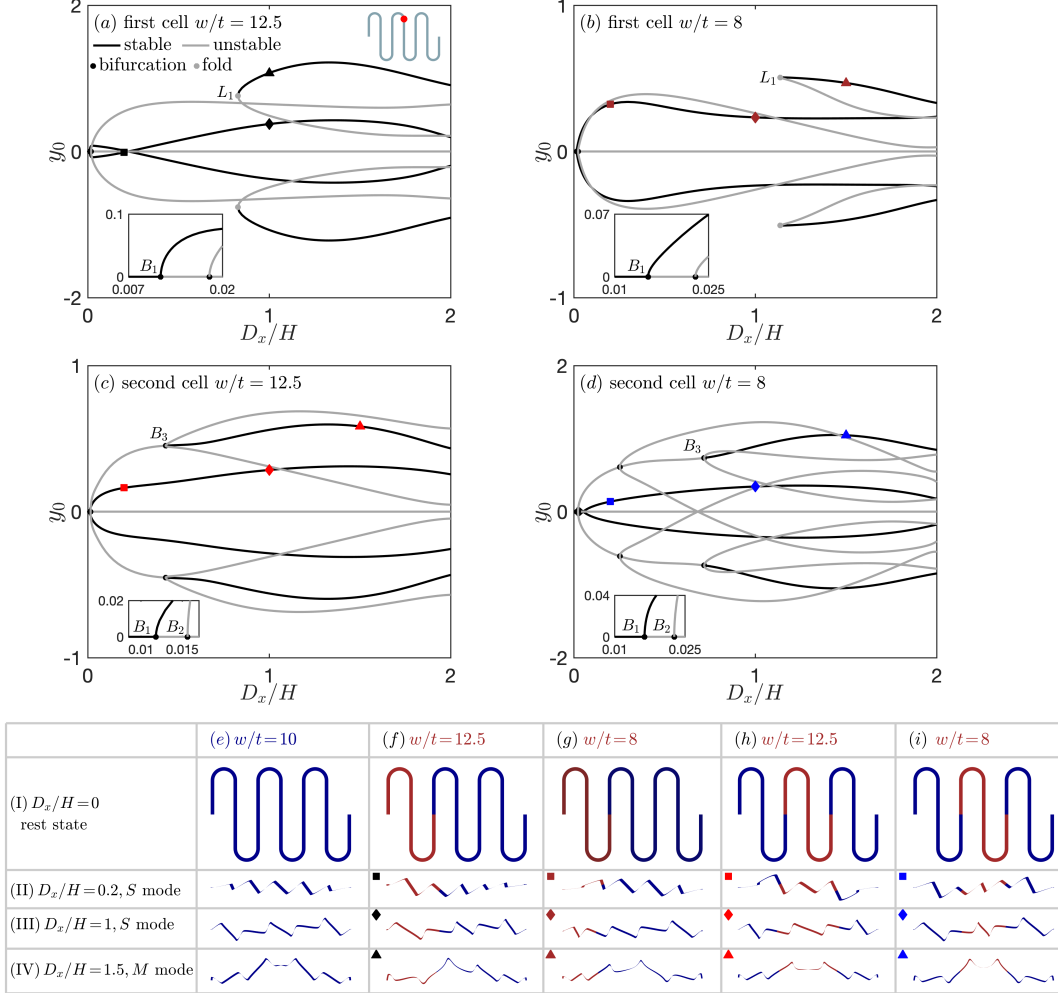 (a) first cell w/t = 12.5
stable unstable
bifurcation fold
L₁
y₀
2
0
-2
0.1
0
B₁
0.007 0.02
0 1 2
Dₓ/H
(b) first cell w/t = 8
L₁
y₀
1
0
-1
0.07
0
B₁
0.01 0.025
0 1 2
Dₓ/H
(c) second cell w/t = 12.5
B₃
y₀
1
0
-1
0.02
0
B₁ B₂
0.01 0.015
0 1 2
Dₓ/H
(d) second cell w/t = 8
B₃
y₀
2
0
-2
0.04
0
B₁ B₂
0.01 0.025
0 1 2
Dₓ/H
(e) w/t=10 (f) w/t=12.5 (g) w/t=8 (h) w/t=12.5 (i) w/t=8
(I) Dₓ/H=0
rest state
(II) Dₓ/H=0.2, S mode
(III) Dₓ/H=1, S mode
(IV) Dₓ/H=1.5, M mode